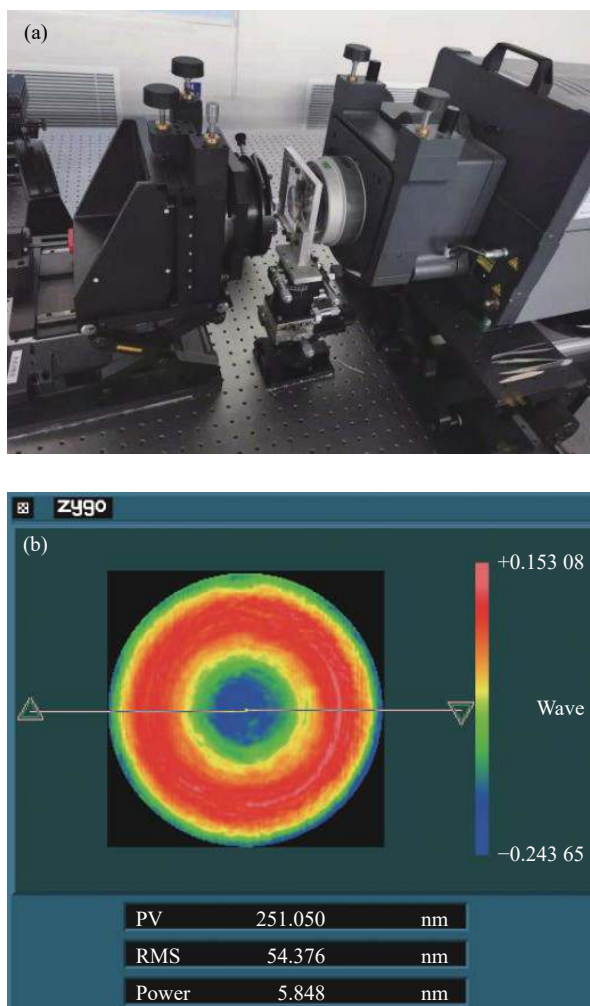 (a)
zygo
(b)
+0.153 08
Wave
−0.243 65
PV 251.050 nm
RMS 54.376 nm
Power 5.848 nm